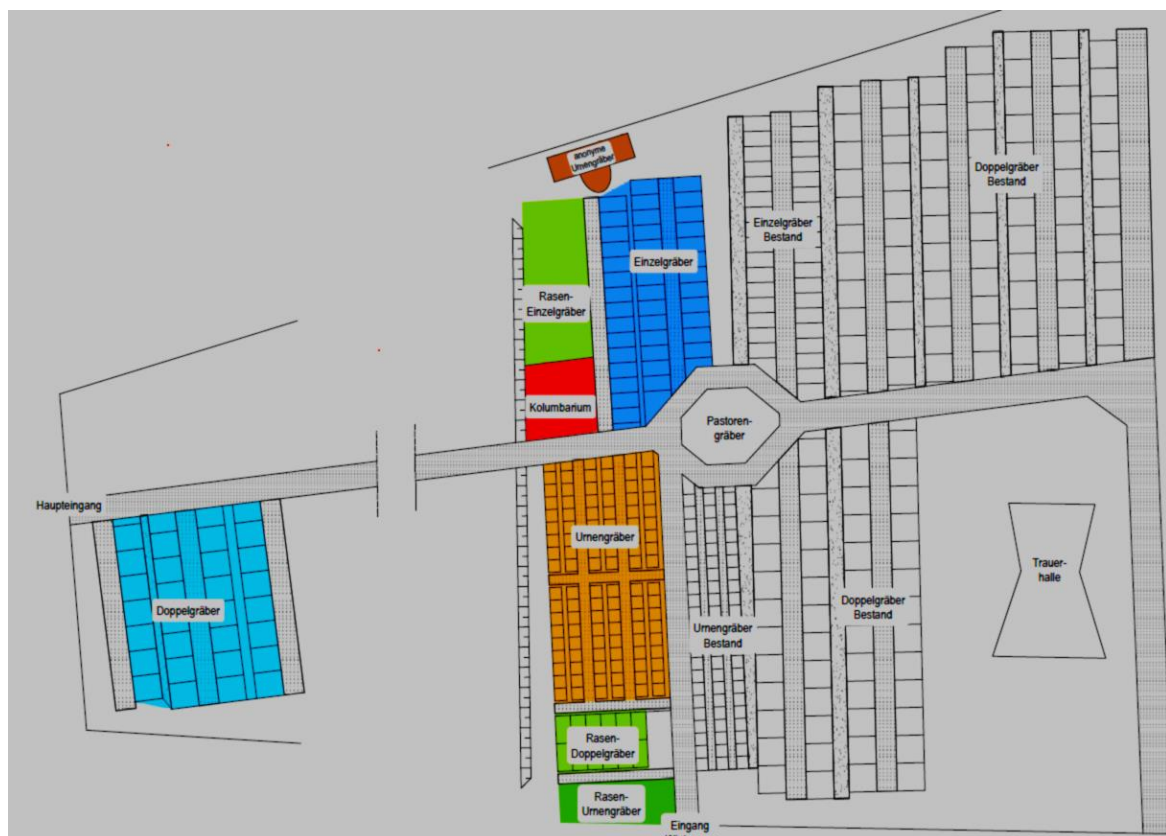 anonyme
Urnengräber
Doppelgräber
Bestand
Einzelgräber
Bestand
Einzelgräber
Rasen-
Einzelgräber
Kolumbarium
Pastoren-
gräber
Haupteingang
Urnengräber
Trauer-
halle
Doppelgräber
Doppelgräber
Bestand
Urnengräber
Bestand
Rasen-
Doppelgräber
Rasen-
Urnengräber
Eingang